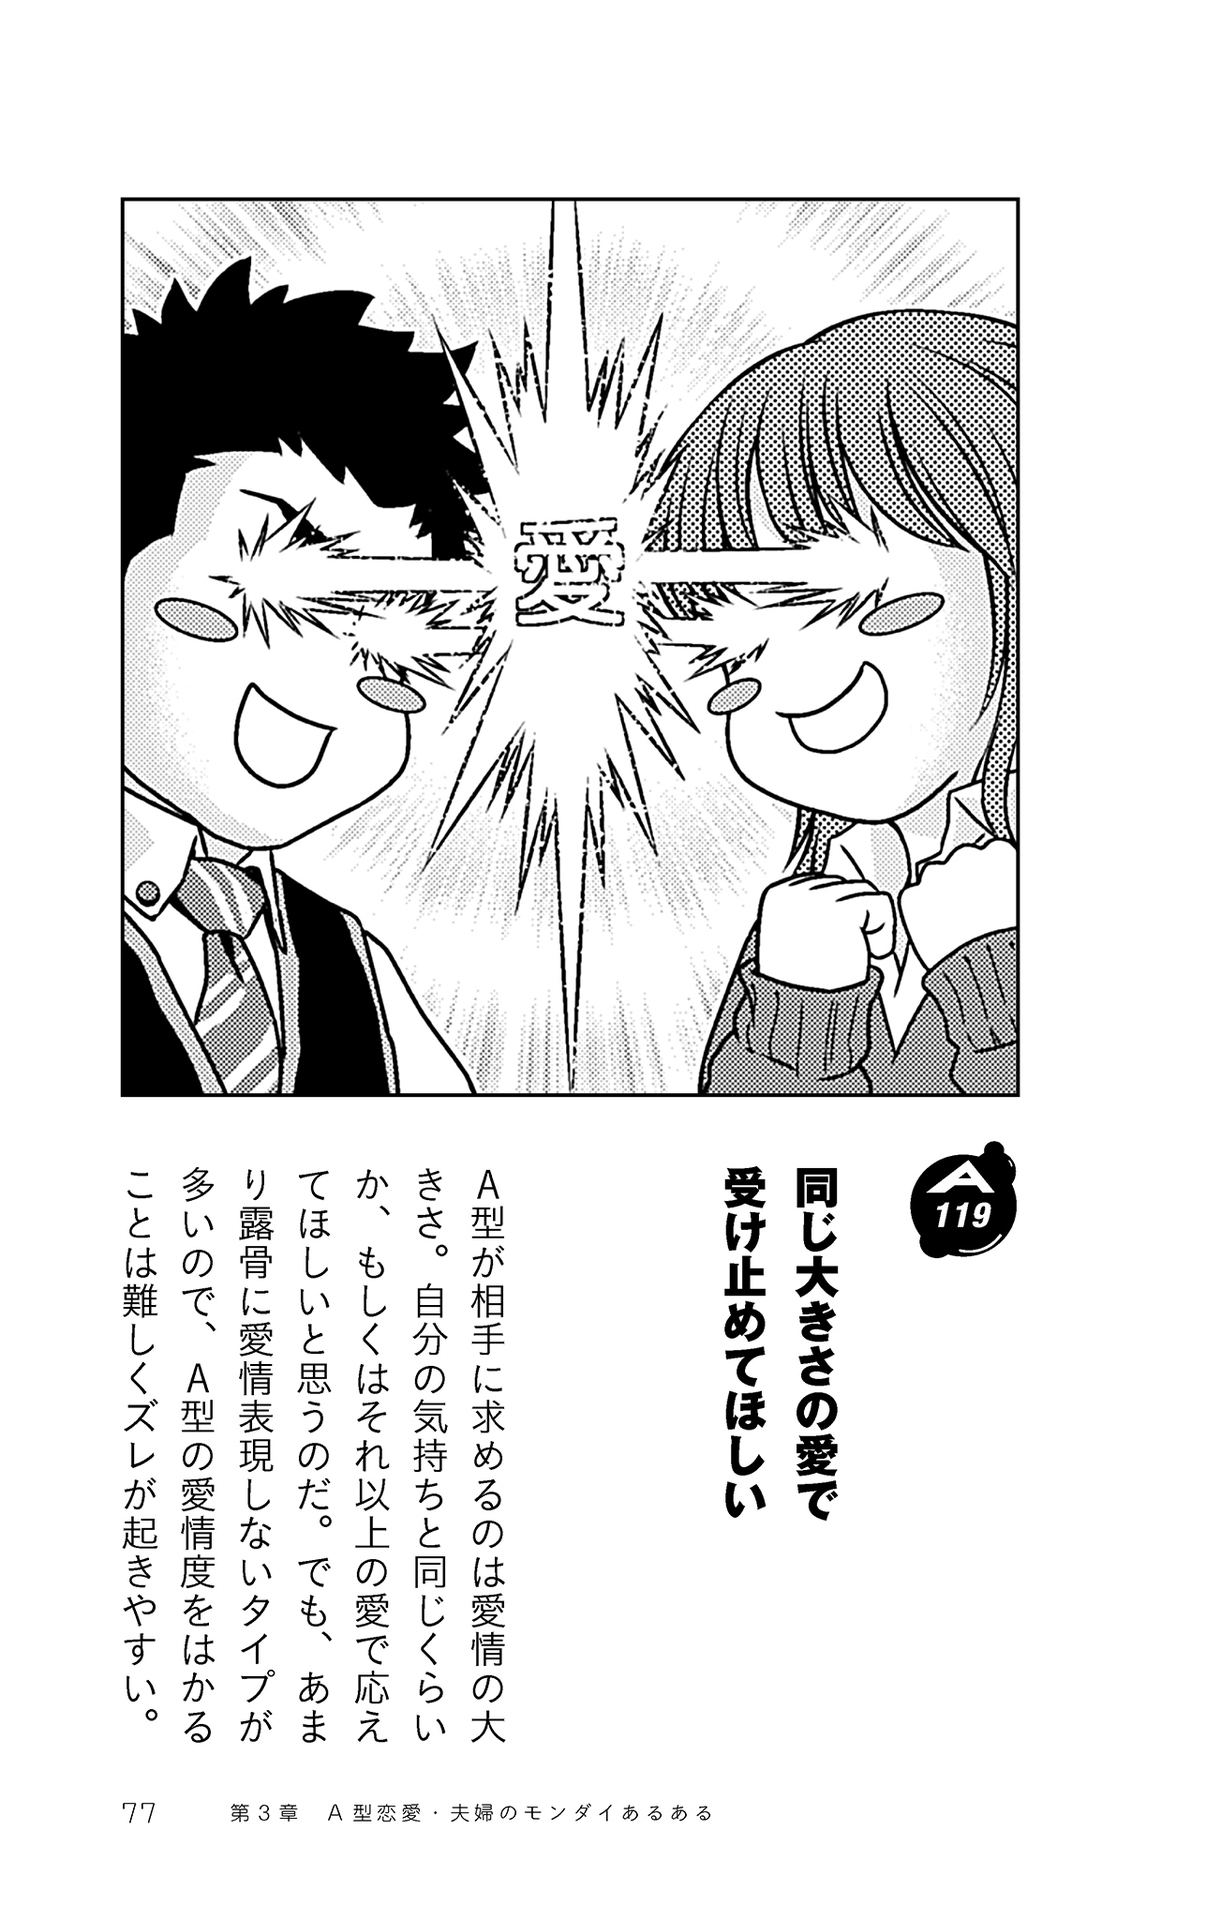 愛
A
119
同じ大きさの愛で
受け止めてほしい
A型が相手に求めるのは愛情の大
きさ。自分の気持ちと同じくらい
か、もしくはそれ以上の愛で応え
てほしいと思うのだ。でも、あま
り露骨に愛情表現しないタイプが
多いので、A型の愛情度をはかる
ことは難しくズレが起きやすい。
77 第3章 A型恋愛・夫婦のモンダイあるある